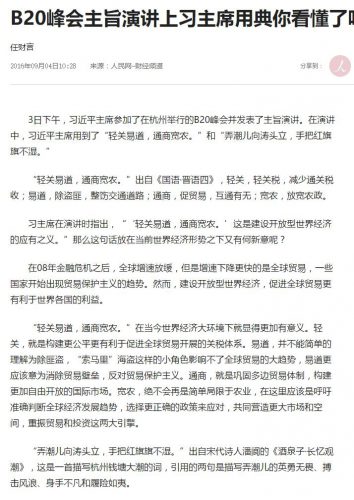 B20峰会主旨演讲上习主席用典你看懂了
任财言
2016年09月04日10:28 来源：人民网-财经频道 分享到：
3日下午，习近平主席参加了在杭州举行的B20峰会并发表了主旨演讲。在演讲
中，习近平主席用到了“轻关易道，通商宽农。”和“弄潮儿向涛头立，手把红旗
旗不湿。”
“轻关易道，通商宽农。”出自《国语·晋语四》，轻关，轻关税，减少通关税
收；易道，除盗匪，整饬交通道路；通商，促贸易，互通有无；宽农，放宽农政。
习主席在演讲时指出，“‘轻关易道，通商宽农。’这是建设开放型世界经济
的应有之义。”那么这句话放在当前世界经济形势之下又有何新意呢？
在08年金融危机之后，全球增速放缓，但是增速下降更快的是全球贸易，一些
国家开始出现贸易保护主义的趋势。然而，建设开放型世界经济，促进全球贸易更
有利于世界各国的利益。
“轻关易道，通商宽农。”在当今世界经济大环境下就显得更加有意义。轻
关，就是构建更公平更有利于促进全球贸易开展的关税体系。易道，并不能简单的
理解为除匪盗，“索马里”海盗这样的小角色影响不了全球贸易的大趋势，易道更
应该意为消除贸易壁垒，反对贸易保护主义。通商，就是巩固多边贸易体制，构建
更加自由开放的国际市场。宽农，绝不会再是简单局限于农业，在这里应该是呼吁
准确判断全球经济发展趋势，选择更正确的政策来应对，共同营造更大市场和空
间，重振贸易和投资这两大引擎。
“弄潮儿向涛头立，手把红旗旗不湿。”出自宋代诗人潘阆的《酒泉子·长忆观
潮》，这是一首描写杭州钱塘大潮的词，引用的两句是描写弄潮儿的英勇无畏、搏
击风浪、身手不凡和履险如夷。